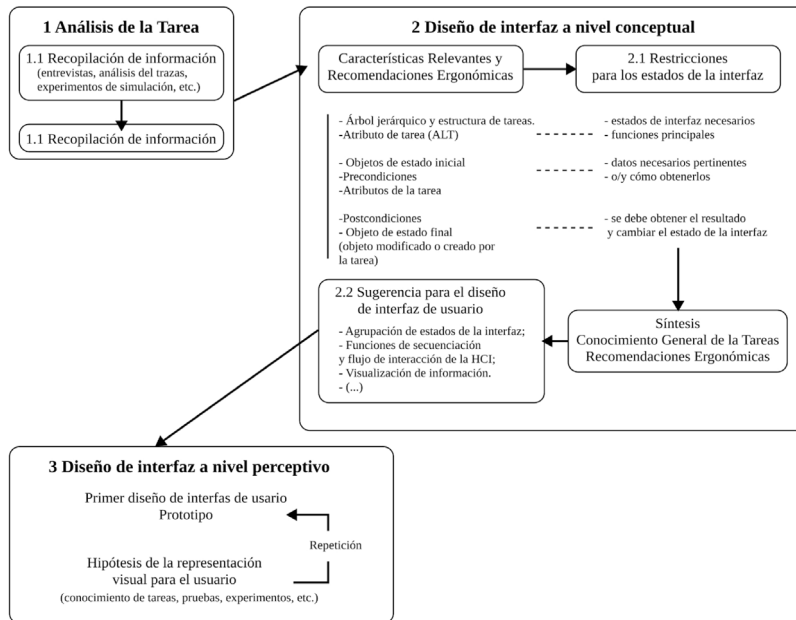 1 Análisis de la Tarea
1.1 Recopilación de información
(entrevistas, análisis del trazas,
experimentos de simulación, etc.)
1.1 Recopilación de información
2 Diseño de interfaz a nivel conceptual
Características Relevantes y
Recomendaciones Ergonómicas
2.1 Restricciones
para los estados de la interfaz
- Árbol jerárquico y estructura de tareas.
-Atributo de tarea (ALT)
- estados de interfaz necesarios
- funciones principales
- Objetos de estado inicial
-Precondiciones
-Atributos de la tarea
- datos necesarios pertinentes
- o/y cómo obtenerlos
-Postcondiciones
- Objeto de estado final
(objeto modificado o creado por
la tarea)
- se debe obtener el resultado
y cambiar el estado de la interfaz
2.2 Sugerencia para el diseño
de interfaz de usuario
- Agrupación de estados de la interfaz;
- Funciones de secuenciación
y flujo de interacción de la HCI;
- Visualización de información.
- (...)
Síntesis
Conocimiento General de la Tareas
Recomendaciones Ergonómicas
3 Diseño de interfaz a nivel perceptivo
Primer diseño de interfas de usario
Prototipo
Repetición
Hipótesis de la representación
visual para el usuario
(conocimiento de tareas, pruebas, experimentos, etc.)